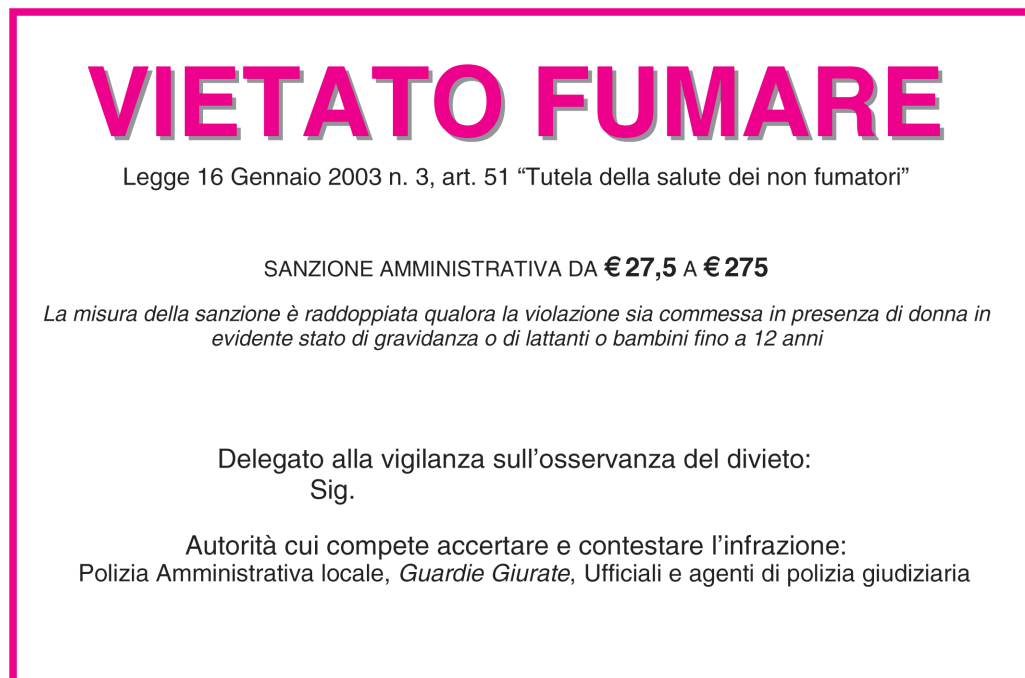 VIETATO FUMARE
Legge 16 Gennaio 2003 n. 3, art. 51 “Tutela della salute dei non fumatori”
SANZIONE AMMINISTRATIVA DA € 27,5 A € 275
La misura della sanzione è raddoppiata qualora la violazione sia commessa in presenza di donna in
evidente stato di gravidanza o di lattanti o bambini fino a 12 anni
Delegato alla vigilanza sull’osservanza del divieto:
Sig.
Autorità cui compete accertare e contestare l’infrazione:
Polizia Amministrativa locale, Guardie Giurate, Ufficiali e agenti di polizia giudiziaria